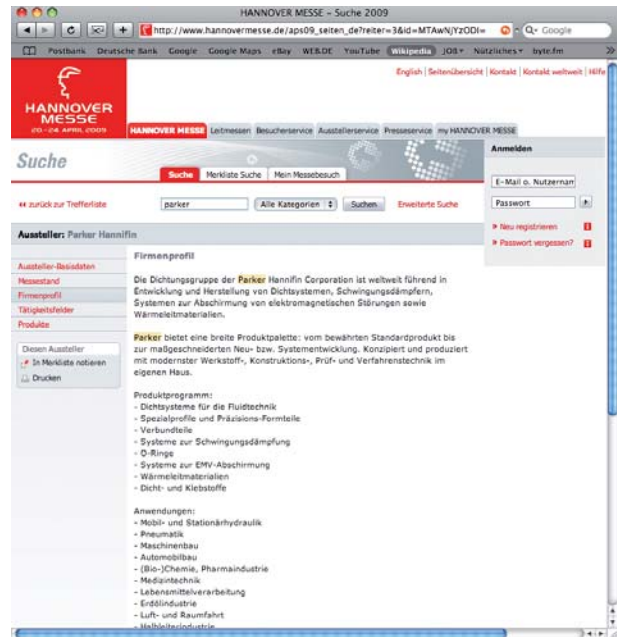 HANNOVER MESSE – Suche 2009
http://www.hannovermesse.de/aps09_seiten_de?reiter=3&id=MTAwNjYzODI=
Google
Postbank Deutsche Bank Google Google Maps eBay WEB.DE YouTube Wikipedia JOB Nützliches byte.fm
English | Seitenübersicht | Kontakt | Kontakt weltweit | Hilfe
HANNOVER
MESSE
20–24 APRIL 2009
HANNOVER MESSE Leitmessen Besucherservice Ausstellerservice Presseservice my HANNOVER MESSE
Suche
Anmelden
Suche Merkliste Suche Mein Messebesuch
E-Mail o. Nutzernam
zurück zur Trefferliste parker Alle Kategorien Suchen Erweiterte Suche
Passwort
Neu registrieren
Passwort vergessen?
Aussteller: Parker Hannifin
Aussteller-Basisdaten
Messestand
Firmenprofil
Tätigkeitsfelder
Produkte
Diesen Aussteller
In Merkliste notieren
Drucken
Firmenprofil
Die Dichtungsgruppe der Parker Hannifin Corporation ist weltweit führend in
Entwicklung und Herstellung von Dichtsystemen, Schwingungsdämpfern,
Systemen zur Abschirmung von elektromagnetischen Störungen sowie
Wärmeleitmaterialien.
Parker bietet eine breite Produktpalette: vom bewährten Standardprodukt bis
zur maßgeschneiderten Neu- bzw. Systementwicklung. Konzipiert und produziert
mit modernster Werkstoff-, Konstruktions-, Prüf- und Verfahrenstechnik im
eigenen Haus.
Produktprogramm:
- Dichtsysteme für die Fluidtechnik
- Spezialprofile und Präzisions-Formteile
- Verbundteile
- Systeme zur Schwingungsdämpfung
- O-Ringe
- Systeme zur EMV-Abschirmung
- Wärmeleitmaterialien
- Dicht- und Klebstoffe
Anwendungen:
- Mobil- und Stationärhydraulik
- Pneumatik
- Maschinenbau
- Automobilbau
- (Bio-)Chemie, Pharmaindustrie
- Medizintechnik
- Lebensmittelverarbeitung
- Erdölindustrie
- Luft- und Raumfahrt
- Halbleiterindustrie